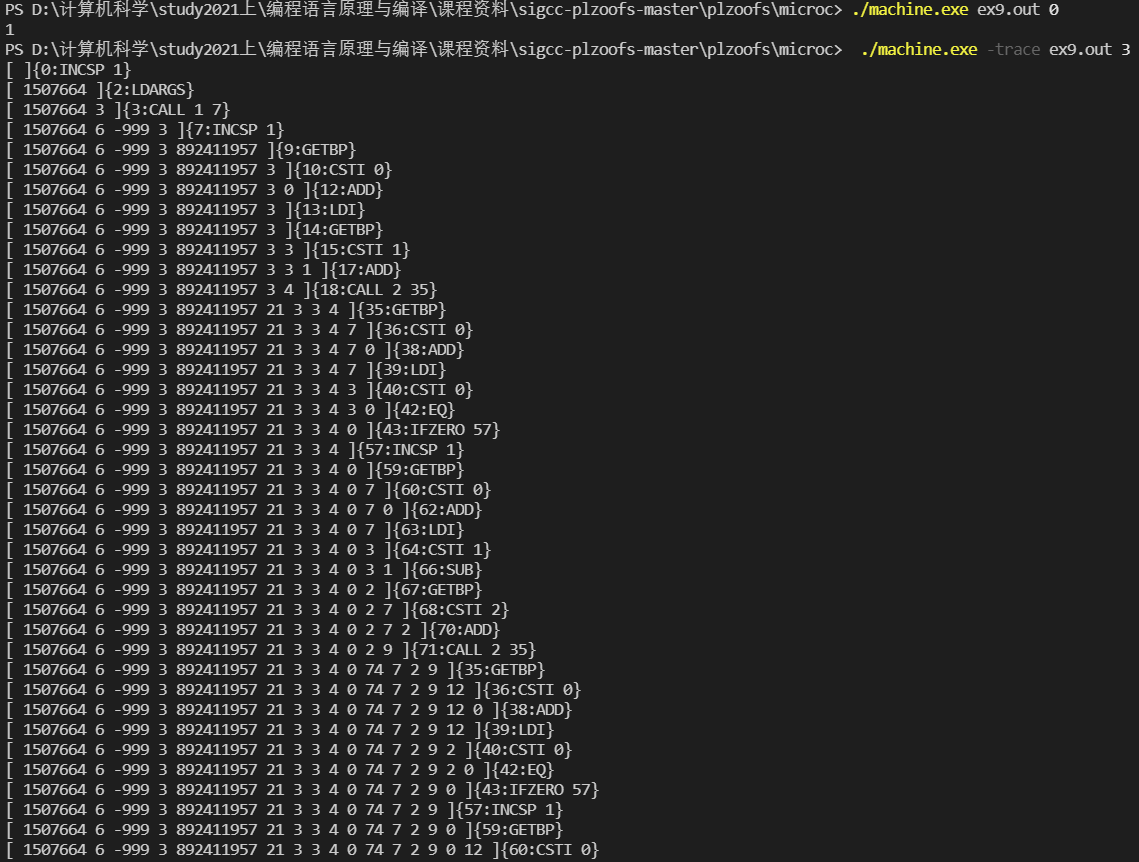 PS D:\计算机科学\study2021上\编程语言原理与编译\课程资料\sigcc-plzoofs-master\plzoofs\microc> ./machine.exe ex9.out 0
1
PS D:\计算机科学\study2021上\编程语言原理与编译\课程资料\sigcc-plzoofs-master\plzoofs\microc>  ./machine.exe -trace ex9.out 3
[ ]{0:INCSP 1}
[ 1507664 ]{2:LDARGS}
[ 1507664 3 ]{3:CALL 1 7}
[ 1507664 6 -999 3 ]{7:INCSP 1}
[ 1507664 6 -999 3 892411957 ]{9:GETBP}
[ 1507664 6 -999 3 892411957 3 ]{10:CSTI 0}
[ 1507664 6 -999 3 892411957 3 0 ]{12:ADD}
[ 1507664 6 -999 3 892411957 3 ]{13:LDI}
[ 1507664 6 -999 3 892411957 3 ]{14:GETBP}
[ 1507664 6 -999 3 892411957 3 3 ]{15:CSTI 1}
[ 1507664 6 -999 3 892411957 3 3 1 ]{17:ADD}
[ 1507664 6 -999 3 892411957 3 4 ]{18:CALL 2 35}
[ 1507664 6 -999 3 892411957 21 3 3 4 ]{35:GETBP}
[ 1507664 6 -999 3 892411957 21 3 3 4 7 ]{36:CSTI 0}
[ 1507664 6 -999 3 892411957 21 3 3 4 7 0 ]{38:ADD}
[ 1507664 6 -999 3 892411957 21 3 3 4 7 ]{39:LDI}
[ 1507664 6 -999 3 892411957 21 3 3 4 3 ]{40:CSTI 0}
[ 1507664 6 -999 3 892411957 21 3 3 4 3 0 ]{42:EQ}
[ 1507664 6 -999 3 892411957 21 3 3 4 0 ]{43:IFZERO 57}
[ 1507664 6 -999 3 892411957 21 3 3 4 ]{57:INCSP 1}
[ 1507664 6 -999 3 892411957 21 3 3 4 0 ]{59:GETBP}
[ 1507664 6 -999 3 892411957 21 3 3 4 0 7 ]{60:CSTI 0}
[ 1507664 6 -999 3 892411957 21 3 3 4 0 7 0 ]{62:ADD}
[ 1507664 6 -999 3 892411957 21 3 3 4 0 7 ]{63:LDI}
[ 1507664 6 -999 3 892411957 21 3 3 4 0 3 ]{64:CSTI 1}
[ 1507664 6 -999 3 892411957 21 3 3 4 0 3 1 ]{66:SUB}
[ 1507664 6 -999 3 892411957 21 3 3 4 0 2 ]{67:GETBP}
[ 1507664 6 -999 3 892411957 21 3 3 4 0 2 7 ]{68:CSTI 2}
[ 1507664 6 -999 3 892411957 21 3 3 4 0 2 7 2 ]{70:ADD}
[ 1507664 6 -999 3 892411957 21 3 3 4 0 2 9 ]{71:CALL 2 35}
[ 1507664 6 -999 3 892411957 21 3 3 4 0 74 7 2 9 ]{35:GETBP}
[ 1507664 6 -999 3 892411957 21 3 3 4 0 74 7 2 9 12 ]{36:CSTI 0}
[ 1507664 6 -999 3 892411957 21 3 3 4 0 74 7 2 9 12 0 ]{38:ADD}
[ 1507664 6 -999 3 892411957 21 3 3 4 0 74 7 2 9 12 ]{39:LDI}
[ 1507664 6 -999 3 892411957 21 3 3 4 0 74 7 2 9 2 ]{40:CSTI 0}
[ 1507664 6 -999 3 892411957 21 3 3 4 0 74 7 2 9 2 0 ]{42:EQ}
[ 1507664 6 -999 3 892411957 21 3 3 4 0 74 7 2 9 0 ]{43:IFZERO 57}
[ 1507664 6 -999 3 892411957 21 3 3 4 0 74 7 2 9 ]{57:INCSP 1}
[ 1507664 6 -999 3 892411957 21 3 3 4 0 74 7 2 9 0 ]{59:GETBP}
[ 1507664 6 -999 3 892411957 21 3 3 4 0 74 7 2 9 0 12 ]{60:CSTI 0}